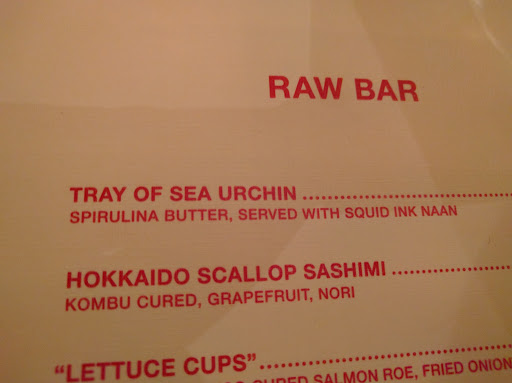 RAW BAR
TRAY OF SEA URCHIN ........................
SPIRULINA BUTTER, SERVED WITH SQUID INK NAAN
HOKKAIDO SCALLOP SASHIMI ..............
KOMBU CURED, GRAPEFRUIT, NORI
“LETTUCE CUPS” ..............................
CURED SALMON ROE, FRIED ONION